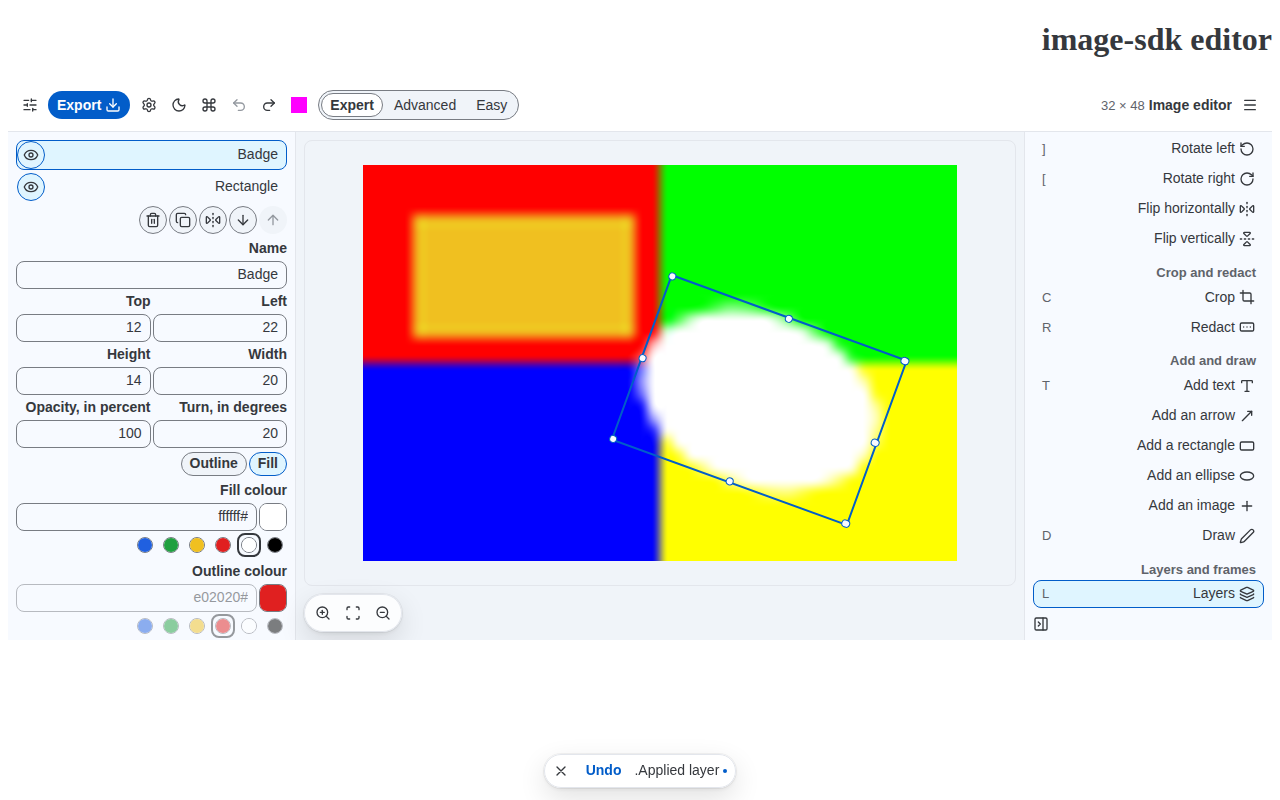 image-sdk editor
Export
Expert
Advanced
Easy
32 × 48 Image editor
Badge
Rectangle
Name
Badge
Top
Left
12
22
Height
Width
14
20
Opacity, in percent
Turn, in degrees
100
20
Outline
Fill
Fill colour
ffffff#
Outline colour
e02020#
] Rotate left
[ Rotate right
Flip horizontally
Flip vertically
Crop and redact
C Crop
R Redact
Add and draw
T Add text
Add an arrow
Add a rectangle
Add an ellipse
Add an image
D Draw
Layers and frames
L Layers
Undo .Applied layer